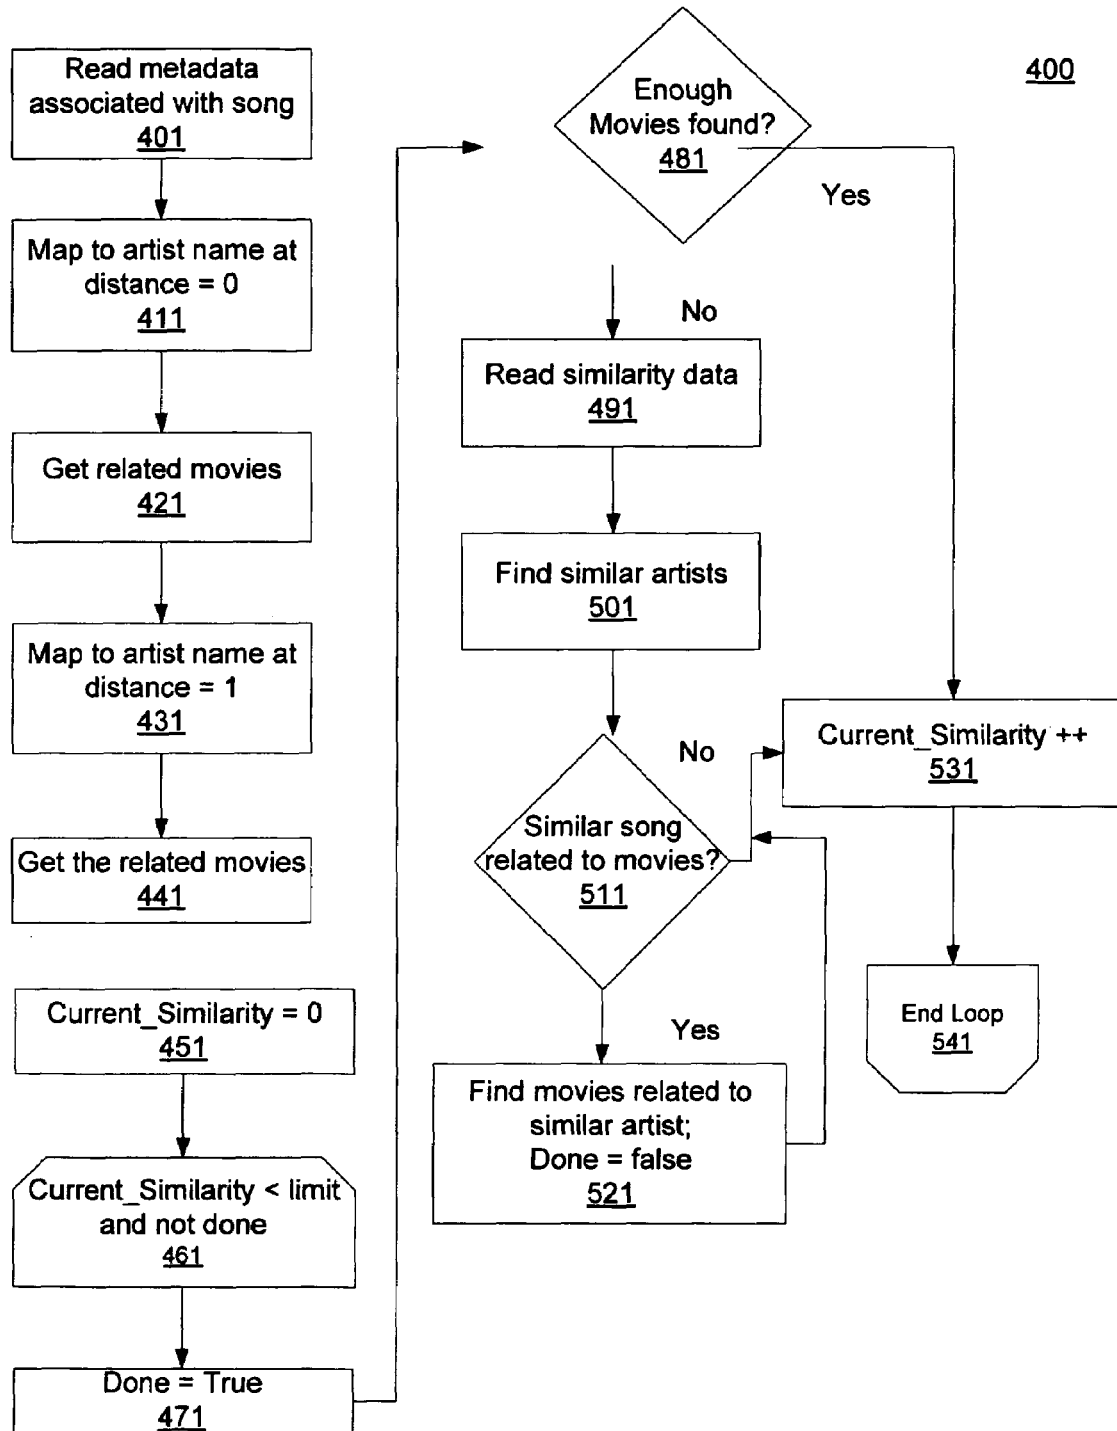 400
Read metadata
associated with song
401
Map to artist name at
distance = 0
411
Get related movies
421
Map to artist name at
distance = 1
431
Get the related movies
441
Current_Similarity = 0
451
Current_Similarity < limit
and not done
461
Done = True
471
Enough
Movies found?
481
Yes
No
Read similarity data
491
Find similar artists
501
Similar song
related to movies?
511
No
Yes
Find movies related to
similar artist;
Done = false
521
Current_Similarity ++
531
End Loop
541